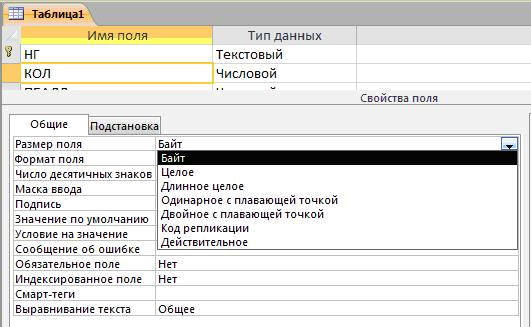 Таблица1
Имя поля Тип данных
НГ Текстовый
КОЛ Числовой
Свойства поля
Общие Подстановка
Размер поля Байт
Формат поля Байт
Число десятичных знаков Целое
Маска ввода Длинное целое
Подпись Одинарное с плавающей точкой
Значение по умолчанию Двойное с плавающей точкой
Условие на значение Код репликации
Сообщение об ошибке Действительное
Обязательное поле Нет
Индексированное поле Нет
Смарт-теги
Выравнивание текста Общее